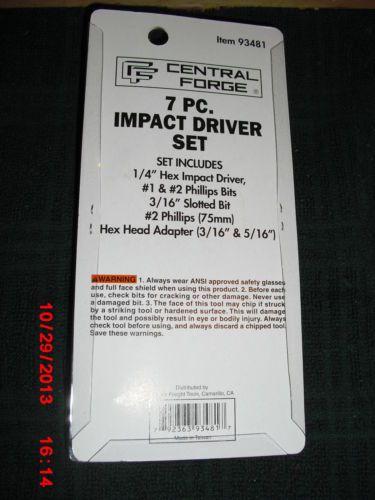 Item 93481
CENTRAL
FORGE ®
7 PC.
IMPACT DRIVER
SET
SET INCLUDES
1/4" Hex Impact Driver,
#1 & #2 Phillips Bits
3/16" Slotted Bit
#2 Phillips (75mm)
Hex Head Adapter (3/16" & 5/16")
⚠WARNING 1. Always wear ANSI approved safety glasses
and full face shield when using this product. 2. Before each
use, check bits for cracking or other damage. Never use
a damaged bit. 3. The face of this tool may chip if struck
by a striking tool or hardened surface. This will damage
the tool and possibly result in eye or bodily injury. Always
check tool before using, and always discard a chipped tool.
Save these warnings.
Distributed by
Freight Tools, Camarillo, CA
7 92363 93481 7
Made in Taiwan
10/29/2013 16:14